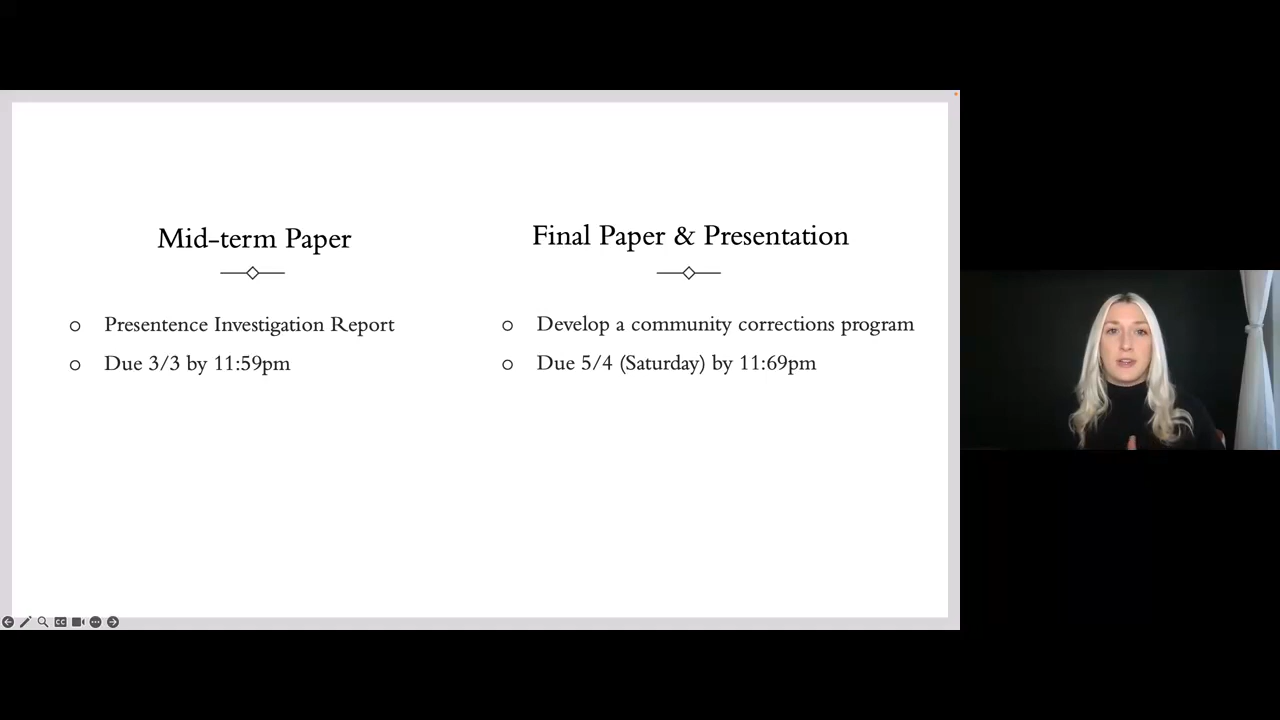 Mid-term Paper
Presentence Investigation Report
Due 3/3 by 11:59pm
Final Paper & Presentation
Develop a community corrections program
Due 5/4 (Saturday) by 11:69pm
CC